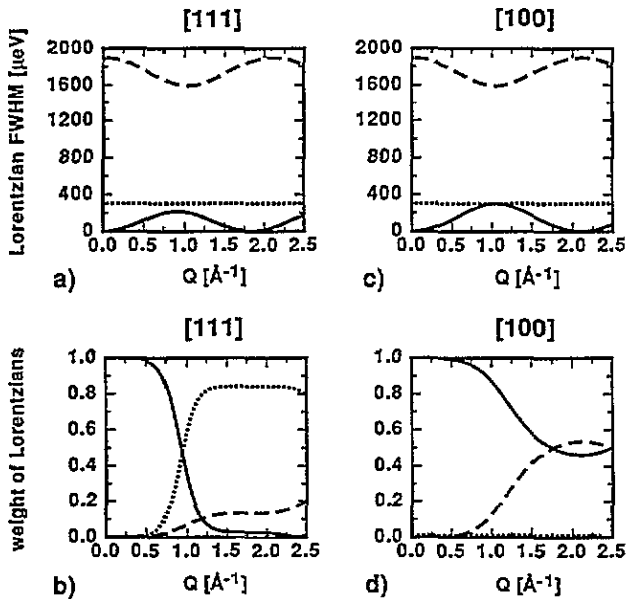 [111]
[100]
Lorentzian FWHM [µeV]
2000
1600
1200
800
400
0
0.0 0.5 1.0 1.5 2.0 2.5
a)
Q [Å-1]
2000
1600
1200
800
400
0
0.0 0.5 1.0 1.5 2.0 2.5
c)
Q [Å-1]
[111]
[100]
weight of Lorentzians
1.0
0.8
0.6
0.4
0.2
0.0
0.0 0.5 1.0 1.5 2.0 2.5
b)
Q [Å-1]
1.0
0.8
0.6
0.4
0.2
0.0
0.0 0.5 1.0 1.5 2.0 2.5
d)
Q [Å-1]